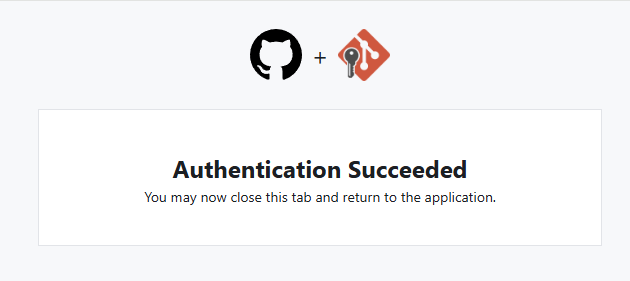 +
Authentication Succeeded
You may now close this tab and return to the application.